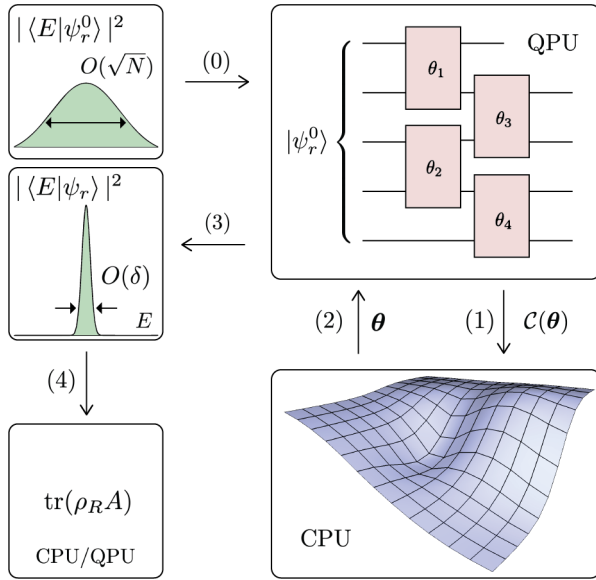 | ⟨E|ψ_r^0⟩ |^2
O(√N)
(0)
QPU
|ψ_r^0⟩
θ_1
θ_3
θ_2
θ_4
| ⟨E|ψ_r⟩ |^2
O(δ)
E
(3)
(2) θ
(1) C(θ)
(4)
tr(ρ_R A)
CPU/QPU
CPU